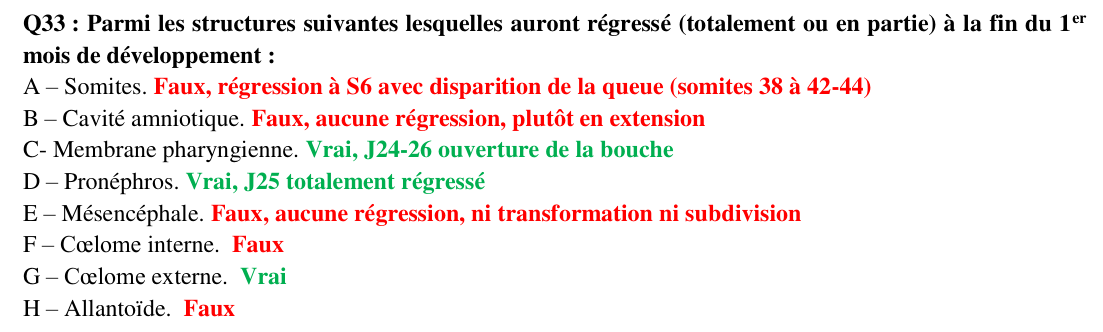 Q33 : Parmi les structures suivantes lesquelles auront régressé (totalement ou en partie) à la fin du 1er
mois de développement :
A – Somites. Faux, régression à S6 avec disparition de la queue (somites 38 à 42-44)
B – Cavité amniotique. Faux, aucune régression, plutôt en extension
C- Membrane pharyngienne. Vrai, J24-26 ouverture de la bouche
D – Pronéphros. Vrai, J25 totalement régressé
E – Mésencéphale. Faux, aucune régression, ni transformation ni subdivision
F – Cœlome interne. Faux
G – Cœlome externe. Vrai
H – Allantoïde. Faux